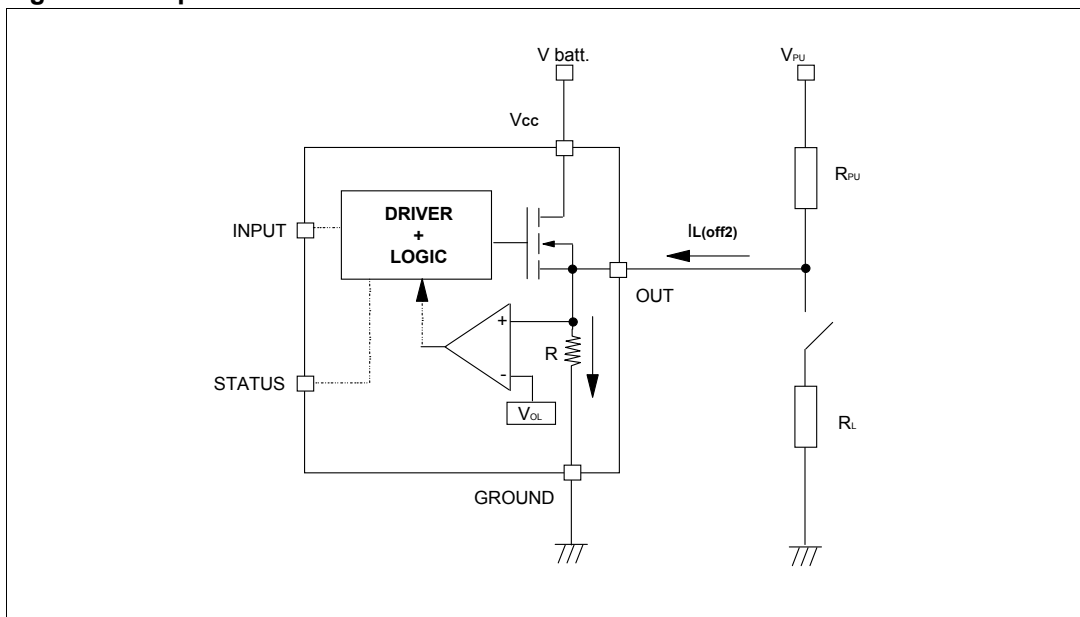 V batt.
VPU
Vcc
RPU
INPUT
DRIVER
+
LOGIC
IL(off2)
OUT
+
R
-
VOL
STATUS
RL
GROUND